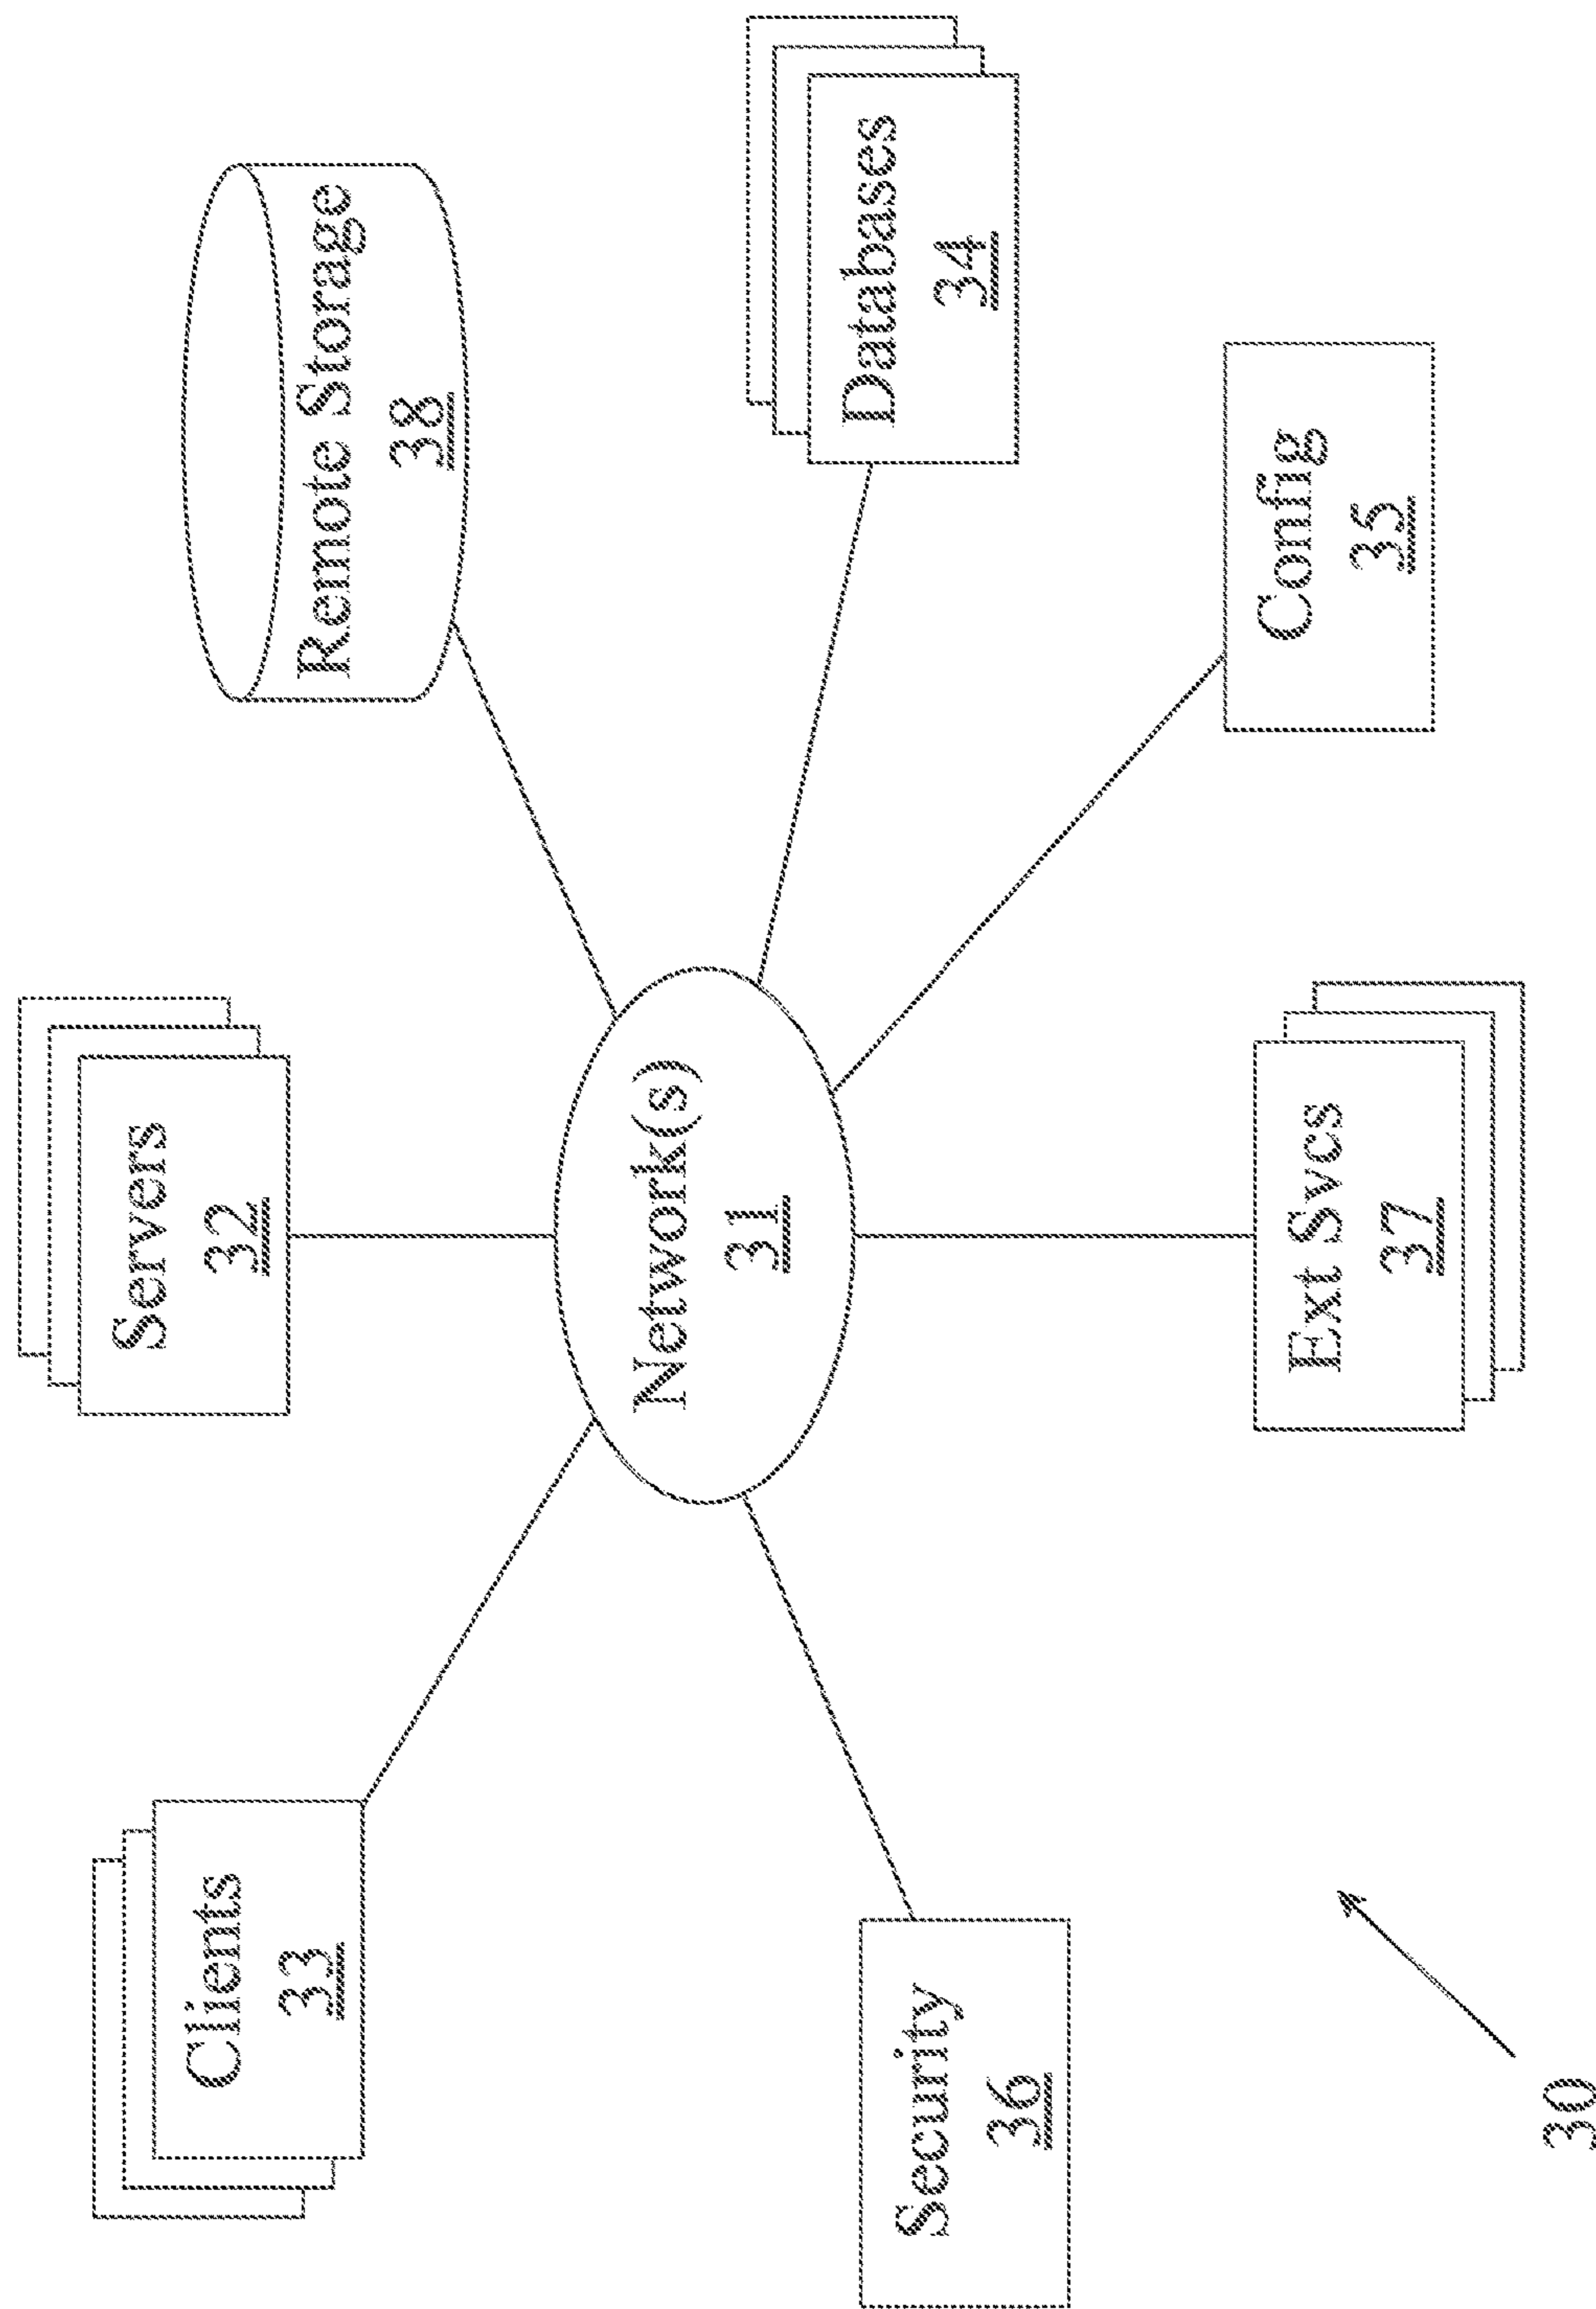 Servers
32
Clients
33
Remote Storage
38
Network(s)
31
Databases
34
Security
36
Ext Svcs
37
Config
35
30